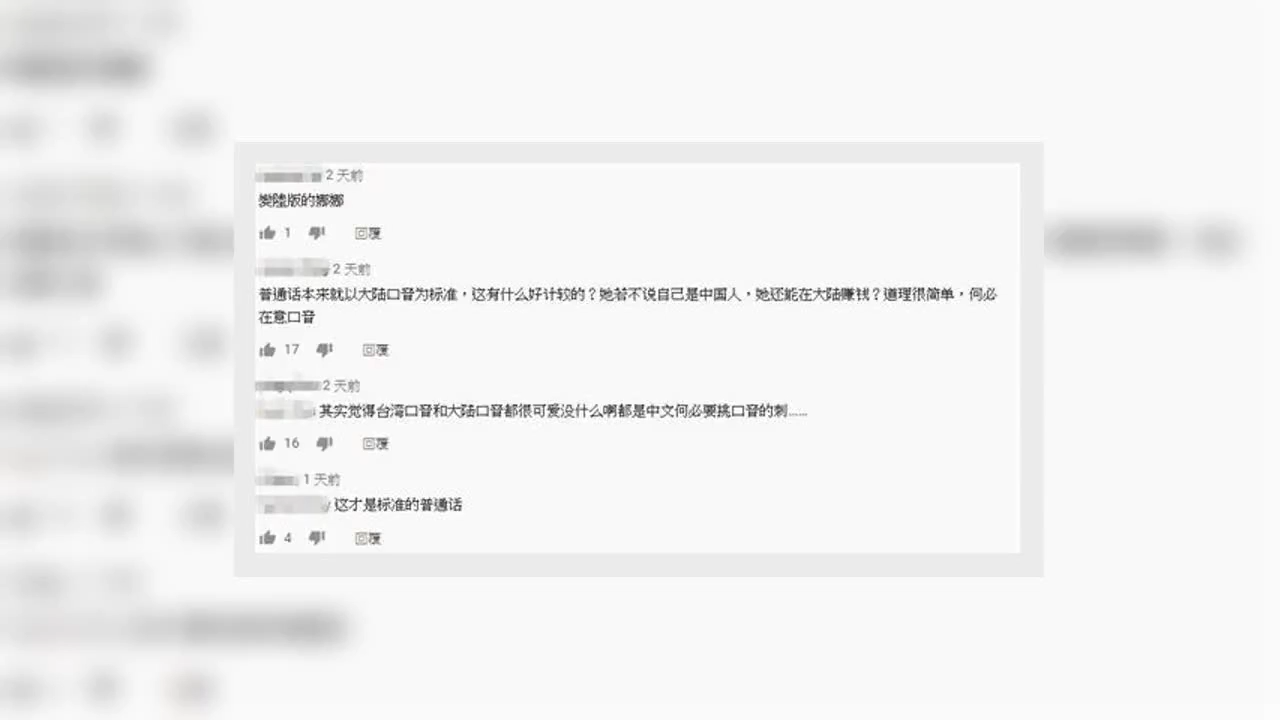 2 天前
變陸版的娜娜
1 回覆
2 天前
普通话本来就以大陆口音为标准，这有什么好计较的？她若不说自己是中国人，她还能在大陆赚钱？道理很简单，何必
在意口音
17 回覆
2 天前
其实觉得台湾口音和大陆口音都很可爱没什么啊都是中文何必要挑口音的刺……
16 回覆
1 天前
这才是标准的普通话
4 回覆